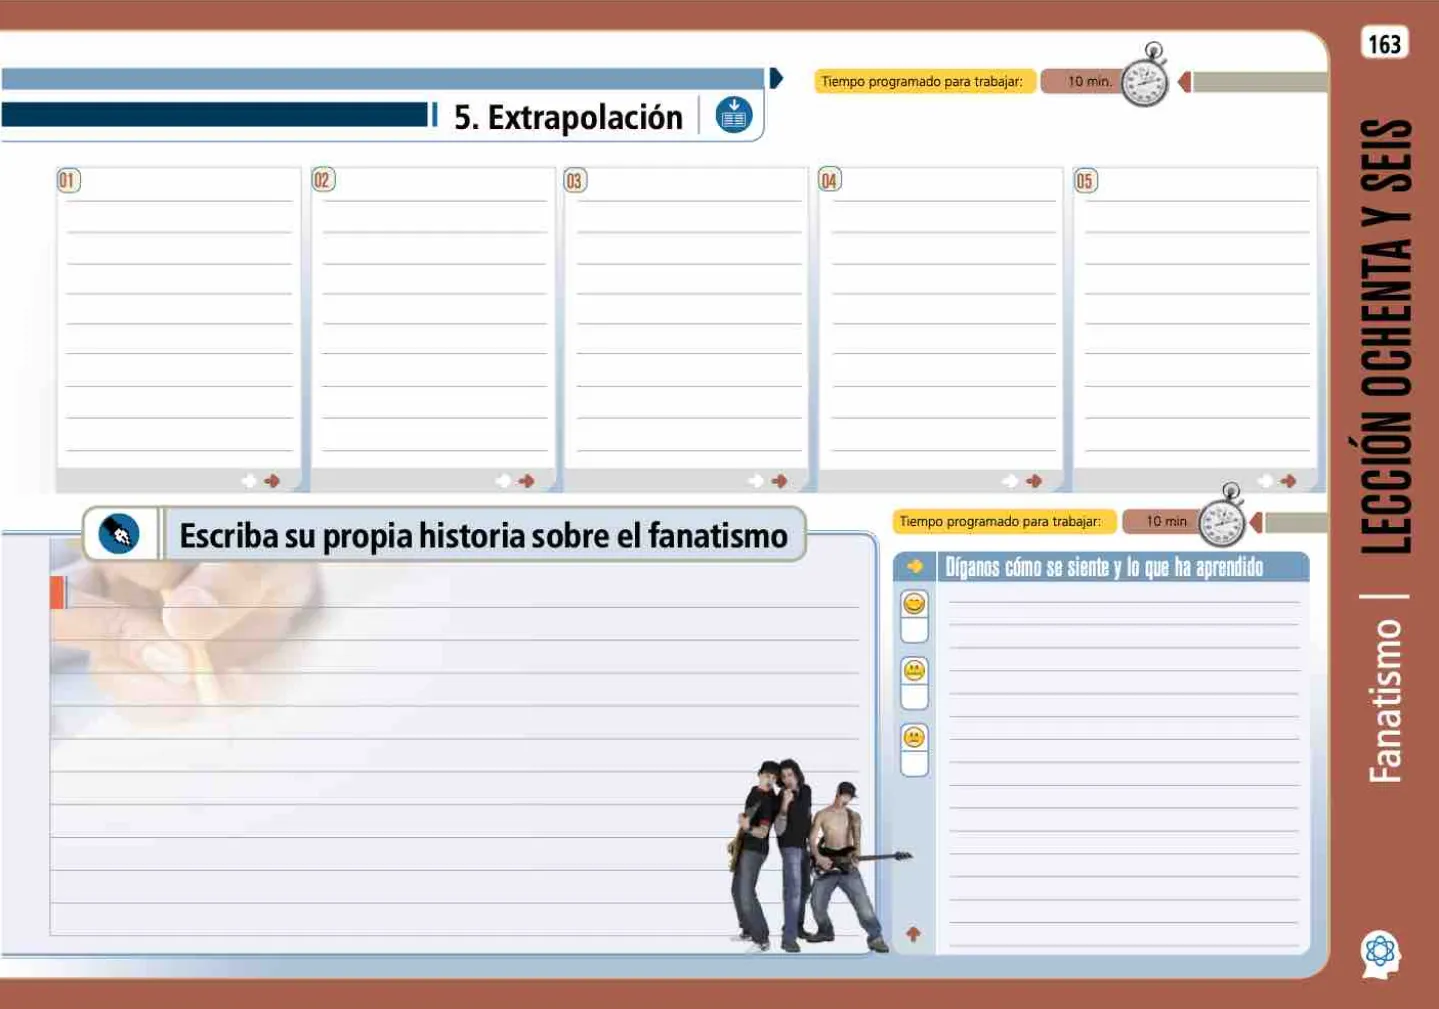 163
Tiempo programado para trabajar:
10 min.
5. Extrapolación
01
02
03
04
05
Escriba su propia historia sobre el fanatismo
Tiempo programado para trabajar:
10 min
Díganos cómo se siente y lo que ha aprendido
LECCIÓN OCHENTA Y SEIS
Fanatismo